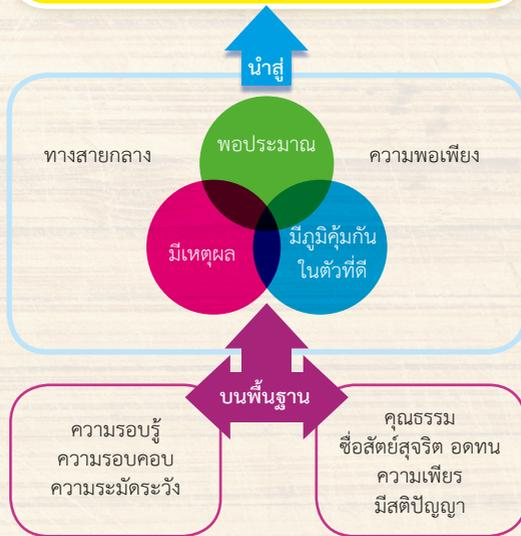 นำสู่
พอประมาณ
ทางสายกลาง
ความพอเพียง
มีเหตุผล
มีภูมิคุ้มกัน
ในตัวที่ดี
บนพื้นฐาน
ความรอบรู้
ความรอบคอบ
ความระมัดระวัง
คุณธรรม
ซื่อสัตย์สุจริต อดทน
ความเพียร
มีสติปัญญา